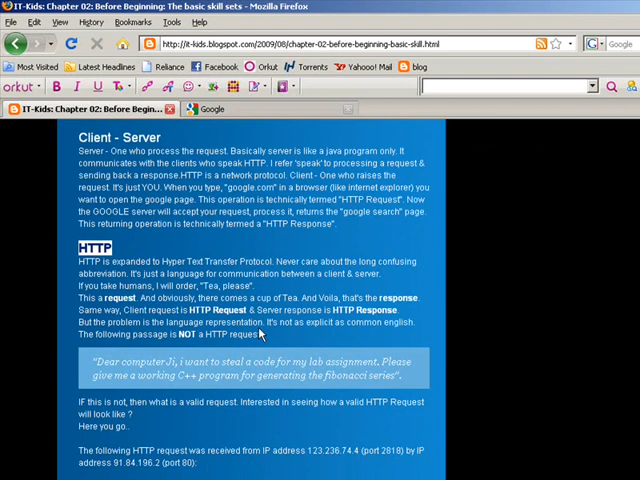 IT-Kids: Chapter 02: Before Beginning: The basic skill sets - Mozilla Firefox
File Edit View History Bookmarks Tools Help
http://it-kids.blogspot.com/2009/08/chapter-02-before-beginning-basic-skill.html
Google
Most Visited Latest Headlines Reliance Facebook Torrents Yahoo! Mail blog
orkut B I U T
IT-Kids: Chapter 02: Before Begin... Google
Client - Server
Server - One who process the request. Basically server is like a java program only. It
communicates with the clients who speak HTTP. I refer 'speak' to processing a request &
sending back a response.HTTP is a network protocol. Client - One who raises the
request. It's just YOU. When you type, "google.com" in a browser (like internet explorer) you
want to open the google page. This operation is technically termed "HTTP Request". Now
the GOOGLE server will accept your request, process it, returns the "google search" page.
This returning operation is technically termed a "HTTP Response".
HTTP
HTTP is expanded to Hyper Text Transfer Protocol. Never care about the long confusing
abbreviation. It's just a language for communication between a client & server.
If you take humans, I will order, "Tea, please".
This a request. And obviously, there comes a cup of Tea. And Voila, that's the response.
Same way, Client request is HTTP Request & Server response is HTTP Response.
But the problem is the language representation. It's not as explicit as common english.
The following passage is NOT a HTTP request
"Dear computerJi, i want to steal a code for my lab assignment. Please
give me a working C++ program for generating the fibonacci series".
IF this is not, then what is a valid request. Interested in seeing how a valid HTTP Request
will look like ?
Here you go..
The following HTTP request was received from IP address 123.236.74.4 (port 2818) by IP
address 91.84.196.2 (port 80):